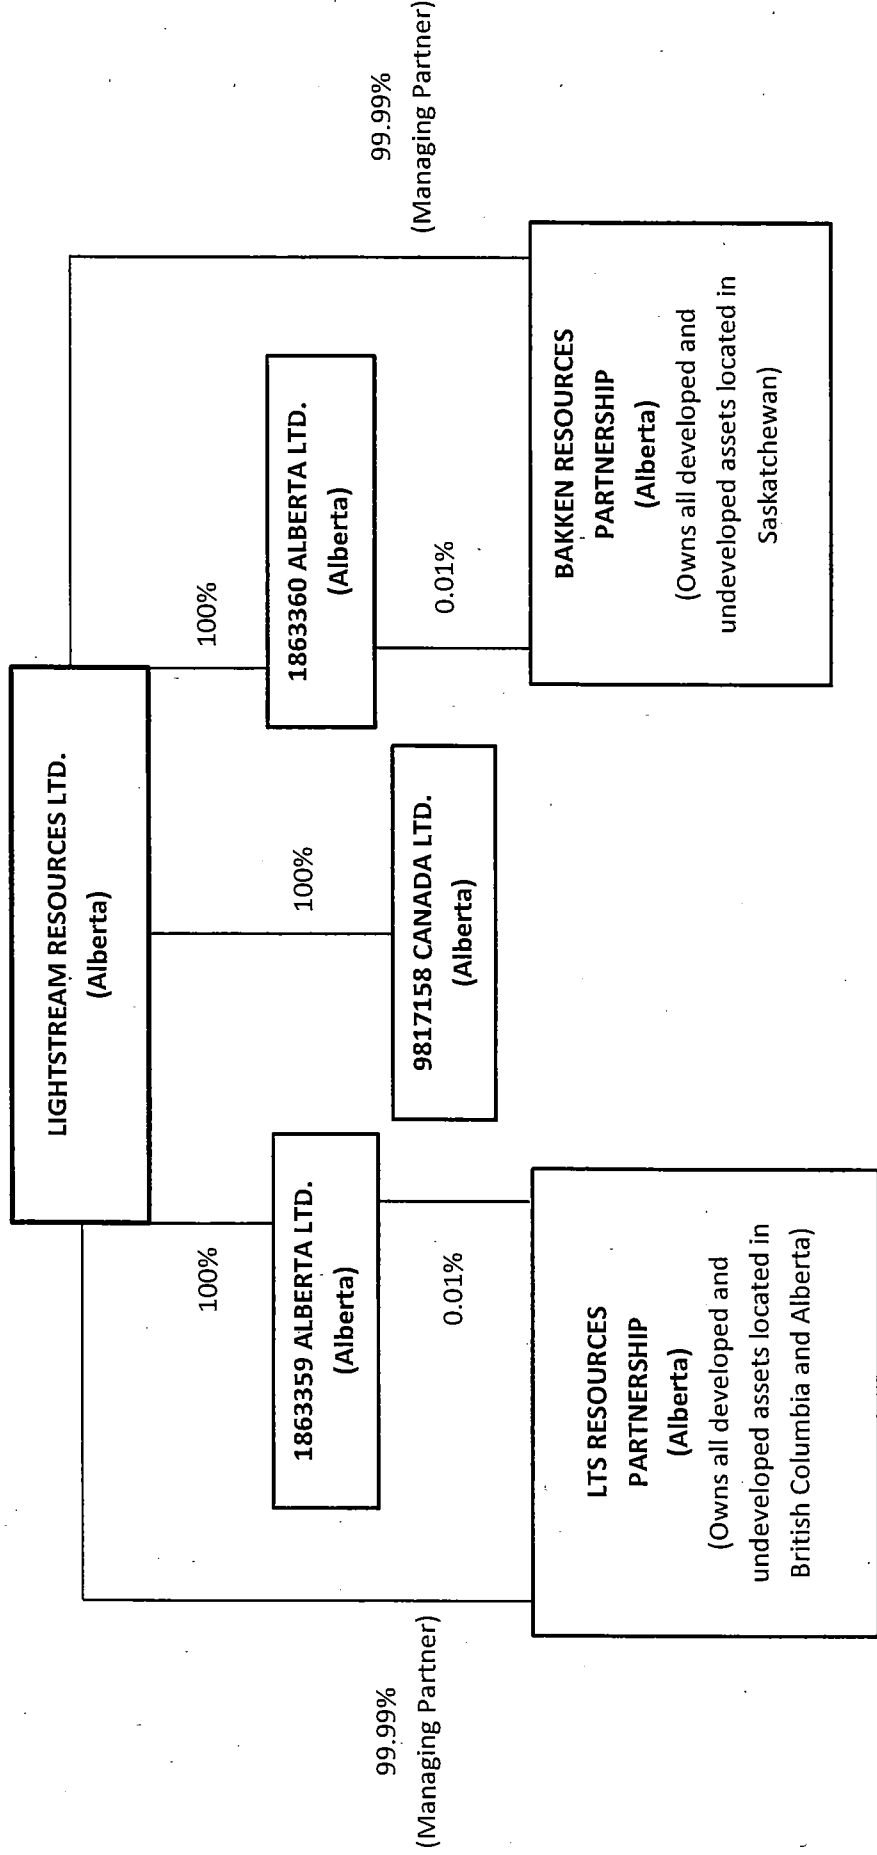 LIGHTSTREAM RESOURCES LTD.
(Alberta)
100%
100%
100%
1863359 ALBERTA LTD.
(Alberta)
1863360 ALBERTA LTD.
(Alberta)
99.99%
(Managing Partner)
99.99%
(Managing Partner)
9817158 CANADA LTD.
(Alberta)
0.01%
0.01%
LTS RESOURCES
PARTNERSHIP
(Alberta)
(Owns all developed and
undeveloped assets located in
British Columbia and Alberta)
BAKKEN RESOURCES
PARTNERSHIP
(Alberta)
(Owns all developed and
undeveloped assets located in
Saskatchewan)